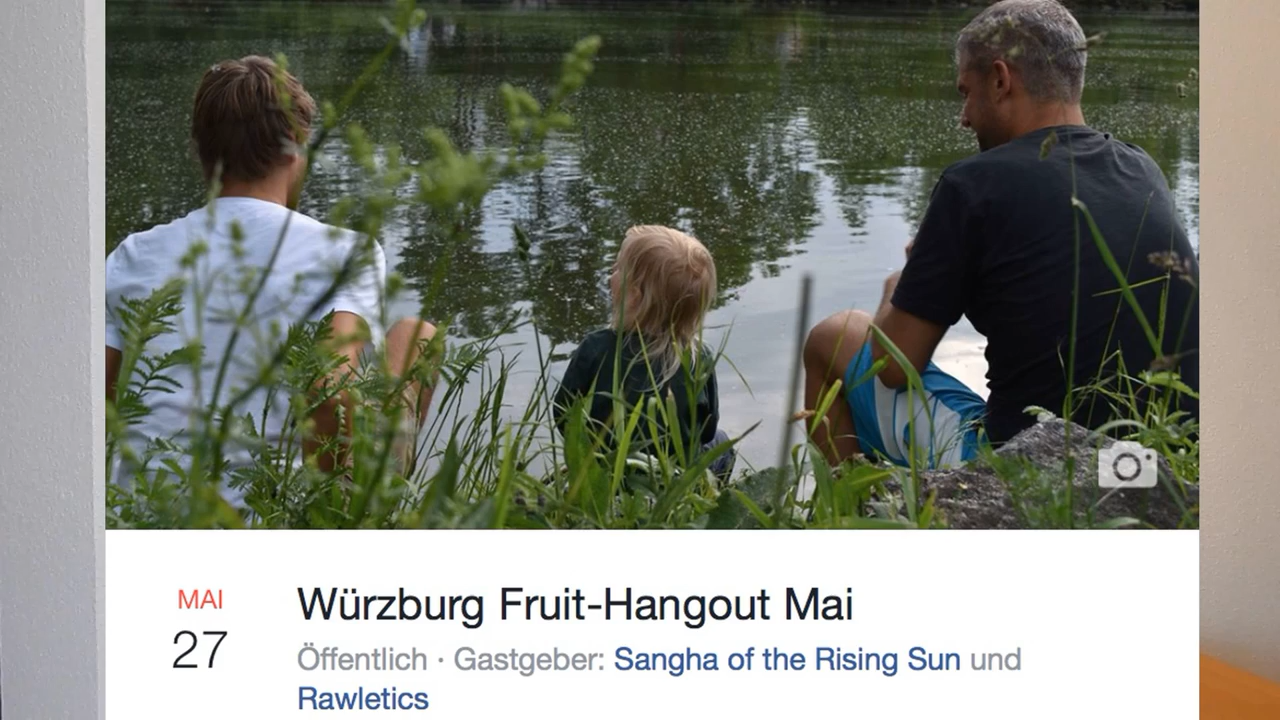 MAI
27
Würzburg Fruit-Hangout Mai
Öffentlich · Gastgeber: Sangha of the Rising Sun und
Rawletics